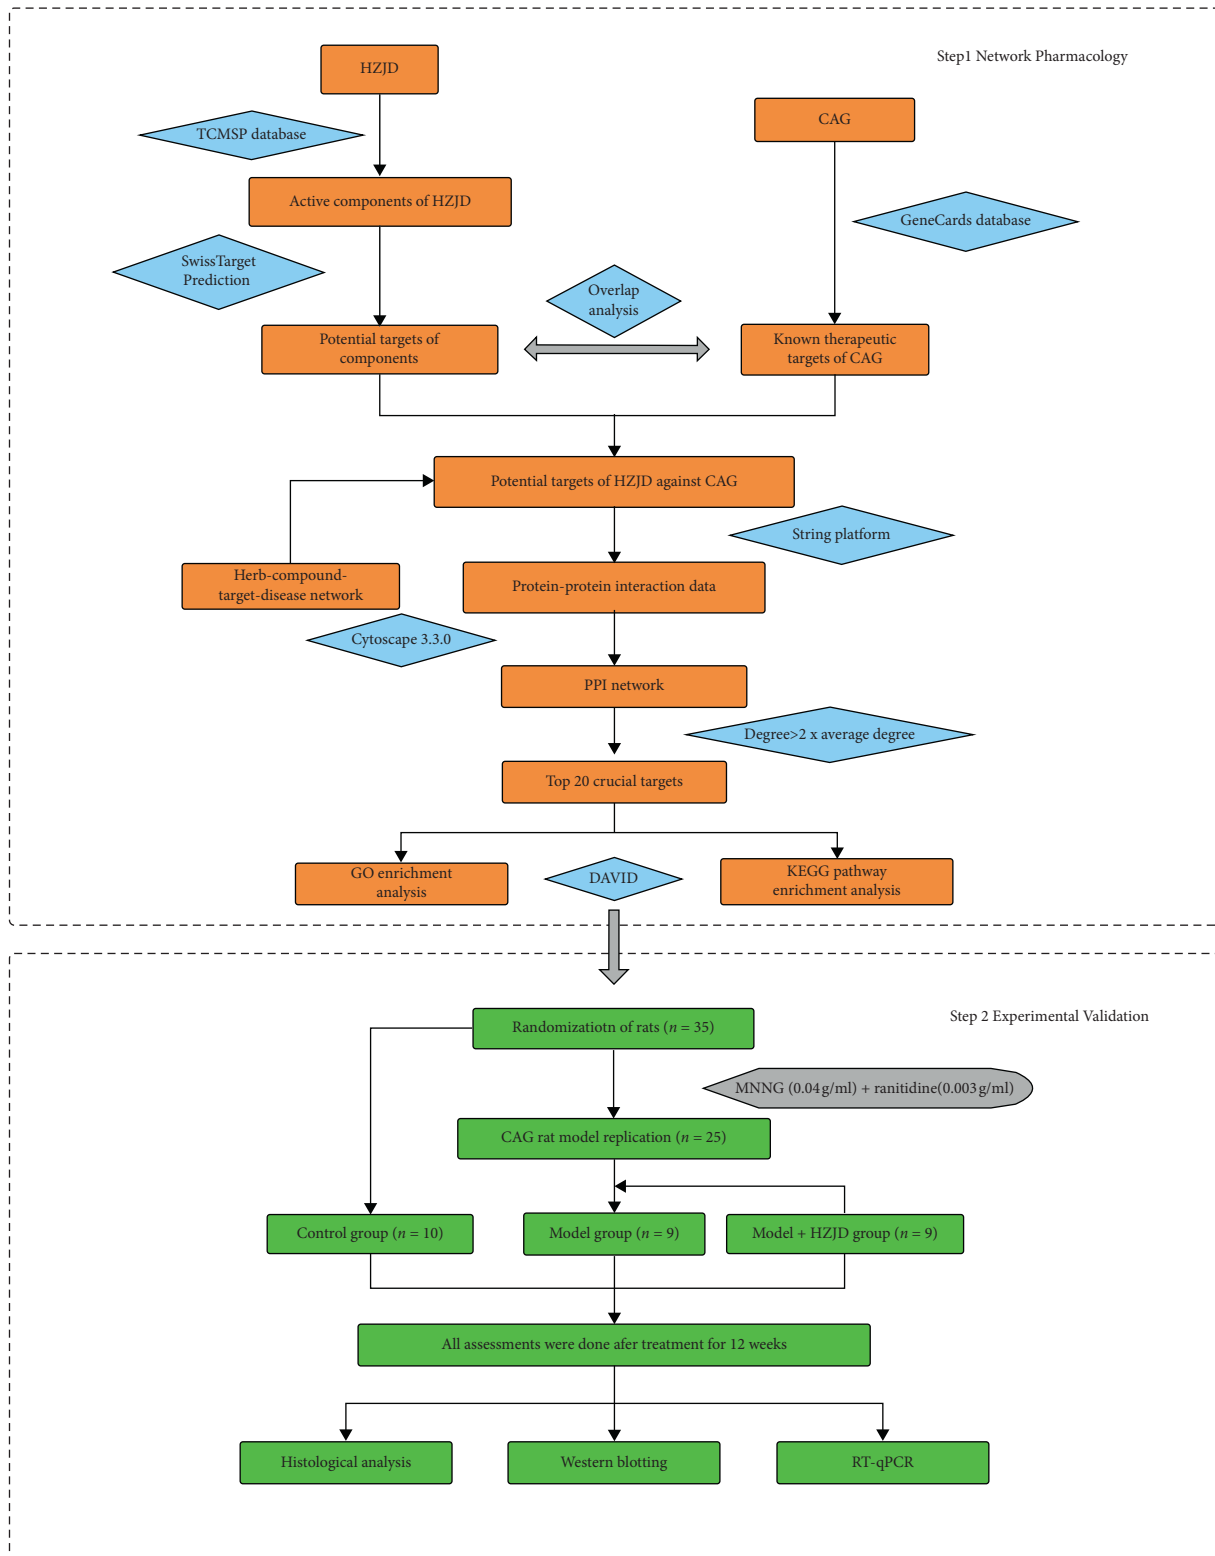 Step1 Network Pharmacology
HZJD
CAG
TCMSP database
Active components of HZJD
GeneCards database
SwissTarget
Prediction
Overlap
analysis
Potential targets of
components
Known therapeutic
targets of CAG
Potential targets of HZJD against CAG
String platform
Herb-compound-
target-disease network
Protein-protein interaction data
Cytoscape 3.3.0
PPI network
Degree>2 x average degree
Top 20 crucial targets
GO enrichment
analysis
DAVID
KEGG pathway
enrichment analysis
Step 2 Experimental Validation
Randomizatiotn of rats (n = 35)
MNNG (0.04 g/ml) + ranitidine(0.003 g/ml)
CAG rat model replication (n = 25)
Control group (n = 10)
Model group (n = 9)
Model + HZJD group (n = 9)
All assessments were done afer treatment for 12 weeks
Histological analysis
Western blotting
RT-qPCR